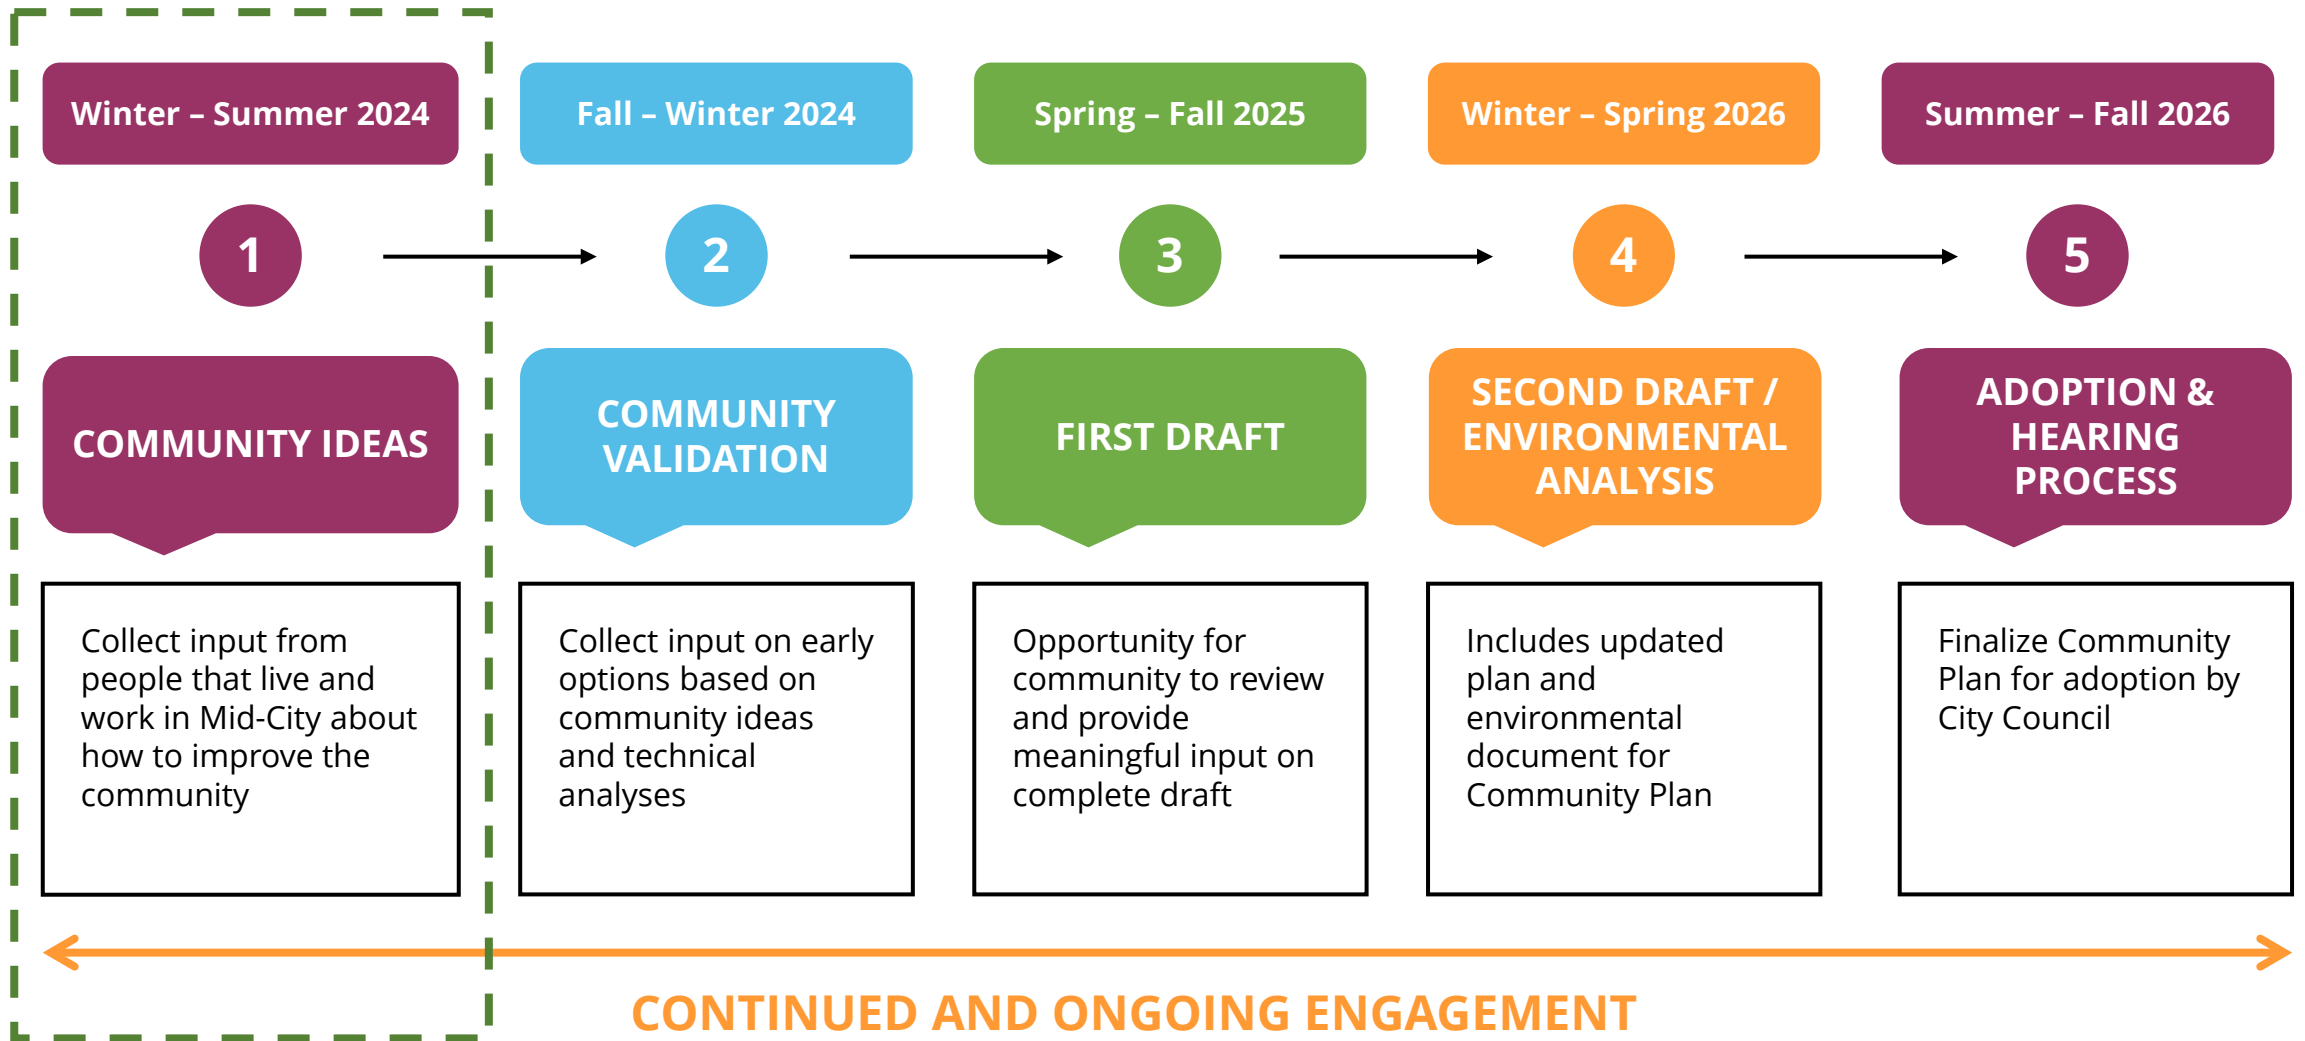 Winter – Summer 2024
Fall – Winter 2024
Spring – Fall 2025
Winter – Spring 2026
Summer – Fall 2026
1
2
3
4
5
COMMUNITY IDEAS
COMMUNITY
VALIDATION
FIRST DRAFT
SECOND DRAFT /
ENVIRONMENTAL
ANALYSIS
ADOPTION &
HEARING
PROCESS
Collect input from
people that live and
work in Mid-City about
how to improve the
community
Collect input on early
options based on
community ideas
and technical
analyses
Opportunity for
community to review
and provide
meaningful input on
complete draft
Includes updated
plan and
environmental
document for
Community Plan
Finalize Community
Plan for adoption by
City Council
CONTINUED AND ONGOING ENGAGEMENT